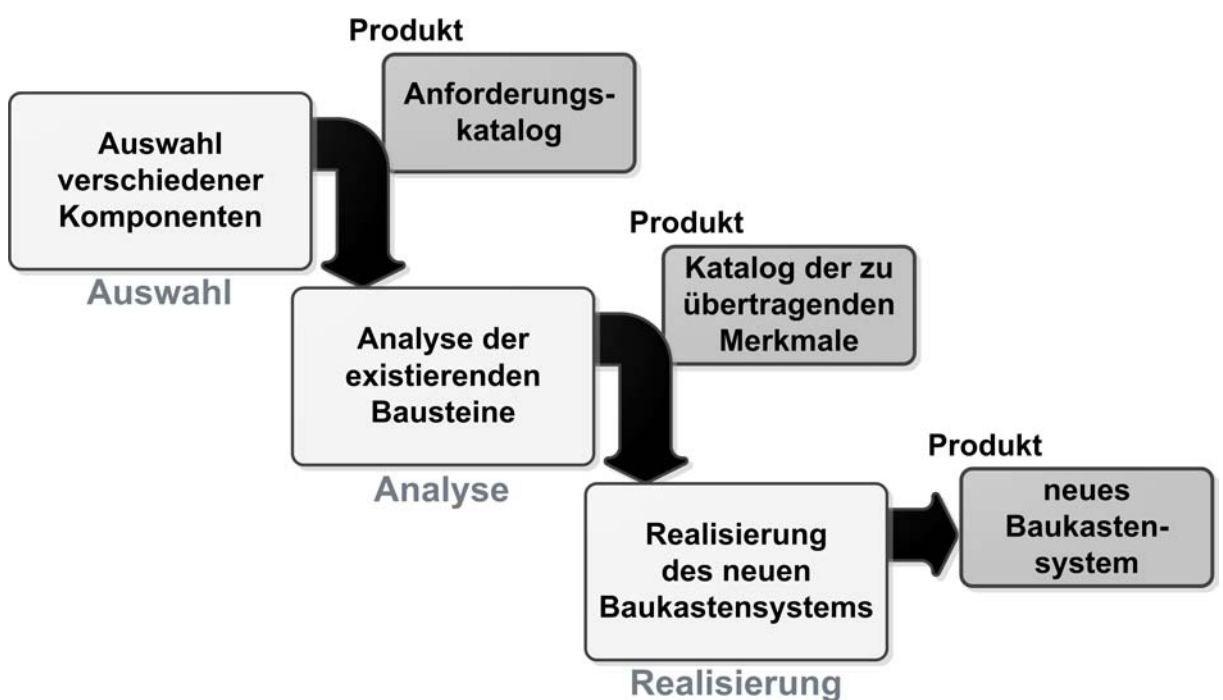 Produkt
Anforderungs-
katalog
Auswahl
verschiedener
Komponenten
Auswahl
Produkt
Katalog der zu
übertragenden
Merkmale
Analyse der
existierenden
Bausteine
Analyse
Produkt
neues
Baukasten-
system
Realisierung
des neuen
Baukastensystems
Realisierung